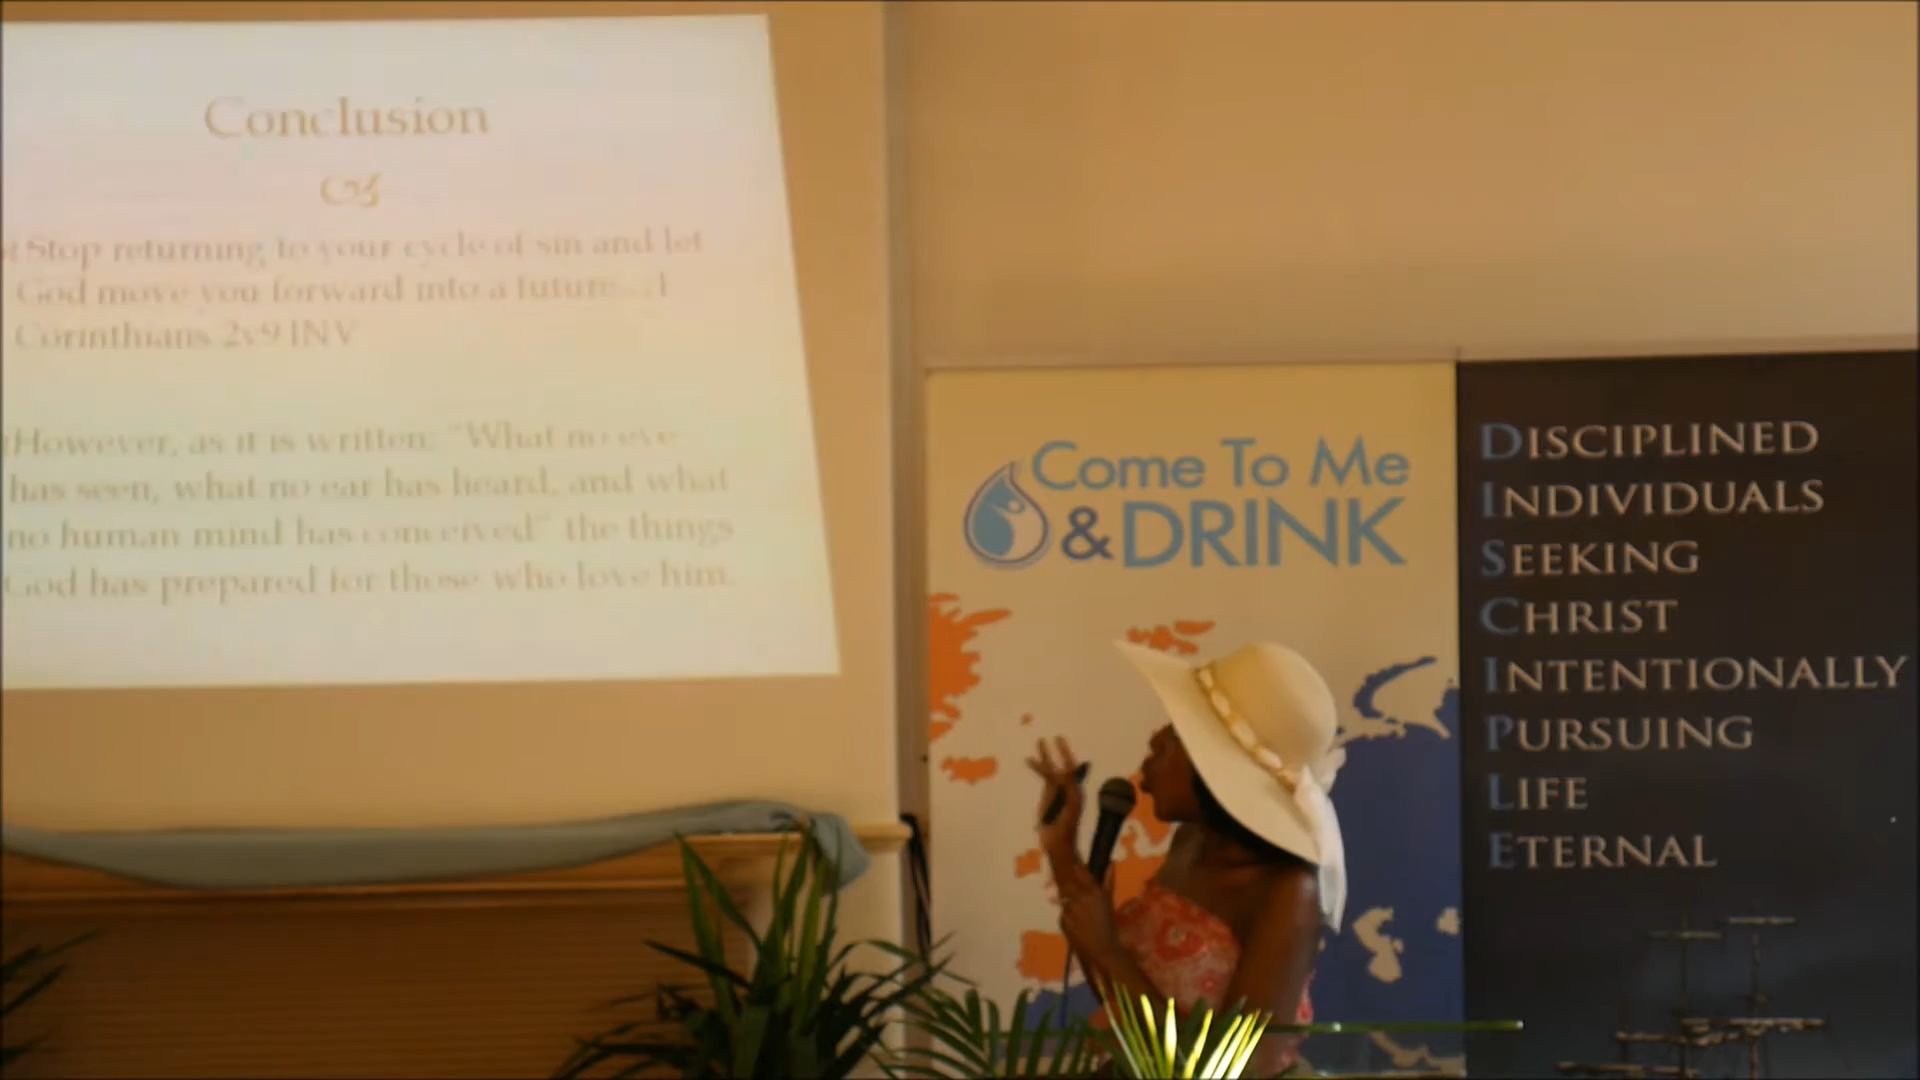 Conclusion
Stop returning to your cycle of sin and let
God move you forward into a future...1
Corinthians 2v9 INV
However, as it is written: "What no eye
has seen, what no ear has heard, and what
no human mind has conceived" the things
God has prepared for those who love him.
Come To Me
& DRINK
DISCIPLINED
INDIVIDUALS
SEEKING
CHRIST
INTENTIONALLY
PURSUING
LIFE
ETERNAL